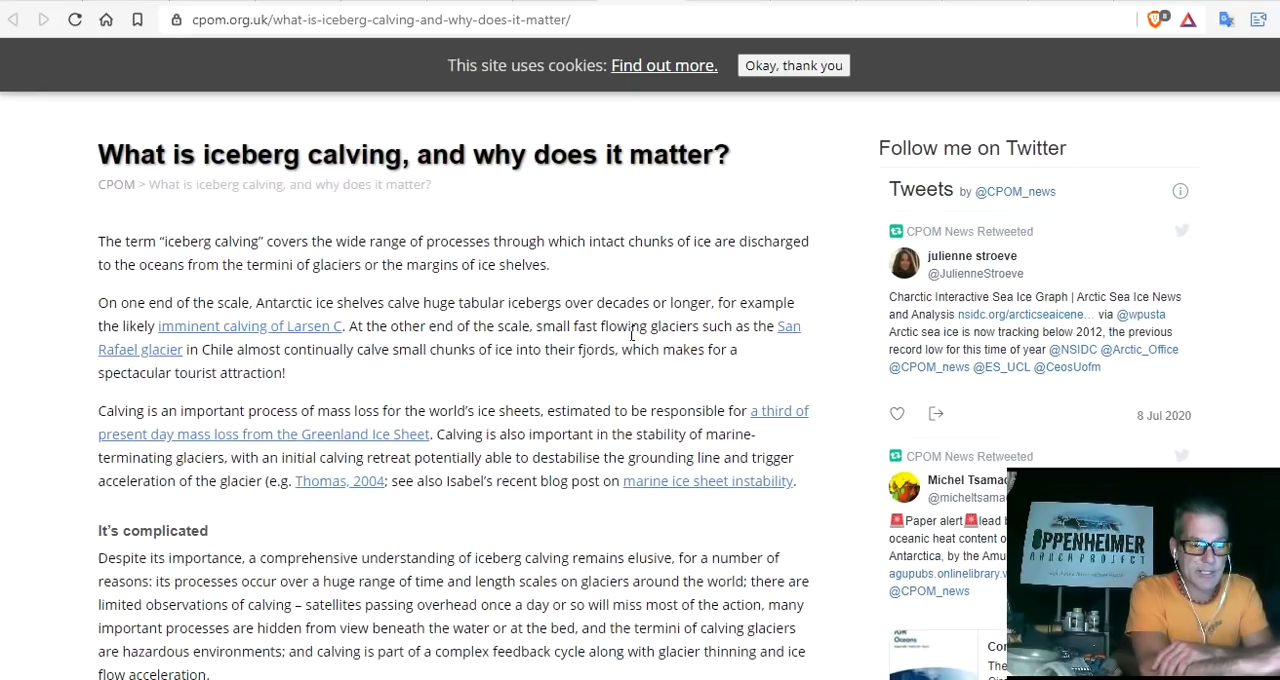 cpom.org.uk/what-is-iceberg-calving-and-why-does-it-matter/
8
This site uses cookies: Find out more.
Okay, thank you
What is iceberg calving, and why does it matter?
CPOM > What is iceberg calving, and why does it matter?
The term “iceberg calving” covers the wide range of processes through which intact chunks of ice are discharged
to the oceans from the termini of glaciers or the margins of ice shelves.
On one end of the scale, Antarctic ice shelves calve huge tabular icebergs over decades or longer, for example
the likely imminent calving of Larsen C. At the other end of the scale, small fast flowing glaciers such as the San
Rafael glacier in Chile almost continually calve small chunks of ice into their fjords, which makes for a
spectacular tourist attraction!
Calving is an important process of mass loss for the world’s ice sheets, estimated to be responsible for a third of
present day mass loss from the Greenland Ice Sheet. Calving is also important in the stability of marine-
terminating glaciers, with an initial calving retreat potentially able to destabilise the grounding line and trigger
acceleration of the glacier (e.g. Thomas, 2004; see also Isabel’s recent blog post on marine ice sheet instability.
It’s complicated
Despite its importance, a comprehensive understanding of iceberg calving remains elusive, for a number of
reasons: its processes occur over a huge range of time and length scales on glaciers around the world; there are
limited observations of calving – satellites passing overhead once a day or so will miss most of the action, many
important processes are hidden from view beneath the water or at the bed, and the termini of calving glaciers
are hazardous environments; and calving is part of a complex feedback cycle along with glacier thinning and ice
flow acceleration.
Follow me on Twitter
Tweets by @CPOM_news
CPOM News Retweeted
julienne stroeve
@JulienneStroeve
Charctic Interactive Sea Ice Graph | Arctic Sea Ice News
and Analysis nsidc.org/arcticseaicene… via @wpusta
Arctic sea ice is now tracking below 2012, the previous
record low for this time of year @NSIDC @Arctic_Office
@CPOM_news @ES_UCL @CeosUofm
8 Jul 2020
CPOM News Retweeted
Michel Tsamad
@micheltsama
🚨Paper alert🚨lead b
oceanic heat content o
Antarctica, by the Amu
agupubs.onlinelibrary.w
@CPOM_news
Oceans
Con
The
OPPENHEIMER
RANCH PROJECT